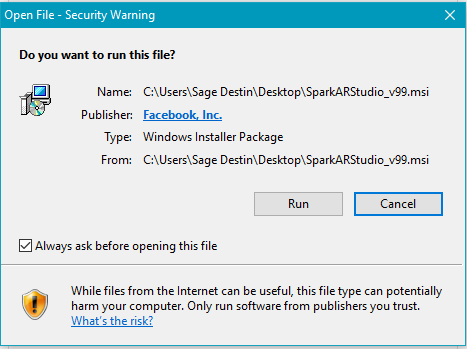 Open File - Security Warning
Do you want to run this file?
Name: C:\Users\Sage Destin\Desktop\SparkARStudio_v99.msi
Publisher: Facebook, Inc.
Type: Windows Installer Package
From: C:\Users\Sage Destin\Desktop\SparkARStudio_v99.msi
Run Cancel
Always ask before opening this file
While files from the Internet can be useful, this file type can potentially
harm your computer. Only run software from publishers you trust.
What's the risk?